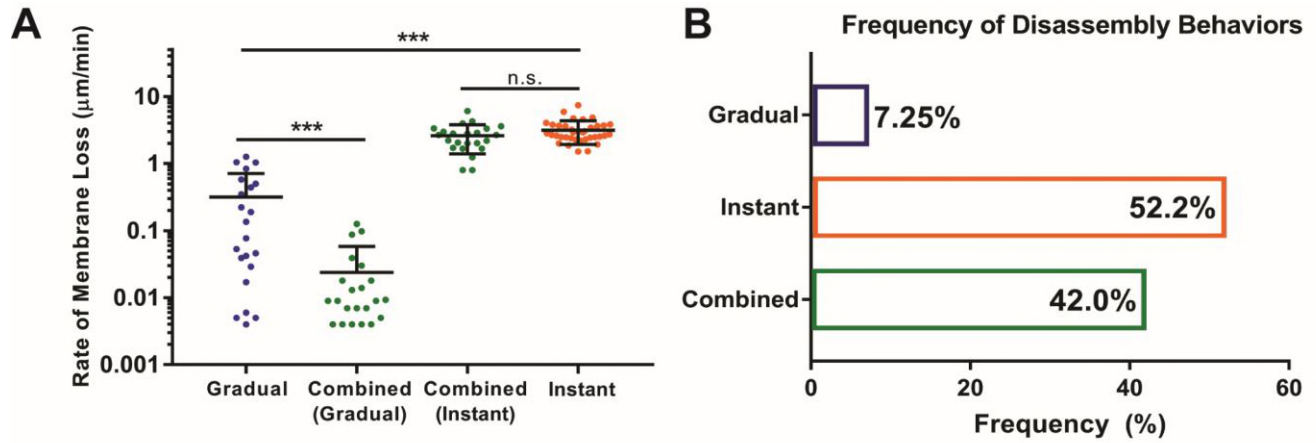 A
Rate of Membrane Loss (μm/min)
10
1
0.1
0.01
0.001
***
***
n.s.
Gradual
Combined
(Gradual)
Combined
(Instant)
Instant
B
Frequency of Disassembly Behaviors
Gradual
7.25%
Instant
52.2%
Combined
42.0%
0
20
40
60
Frequency (%)